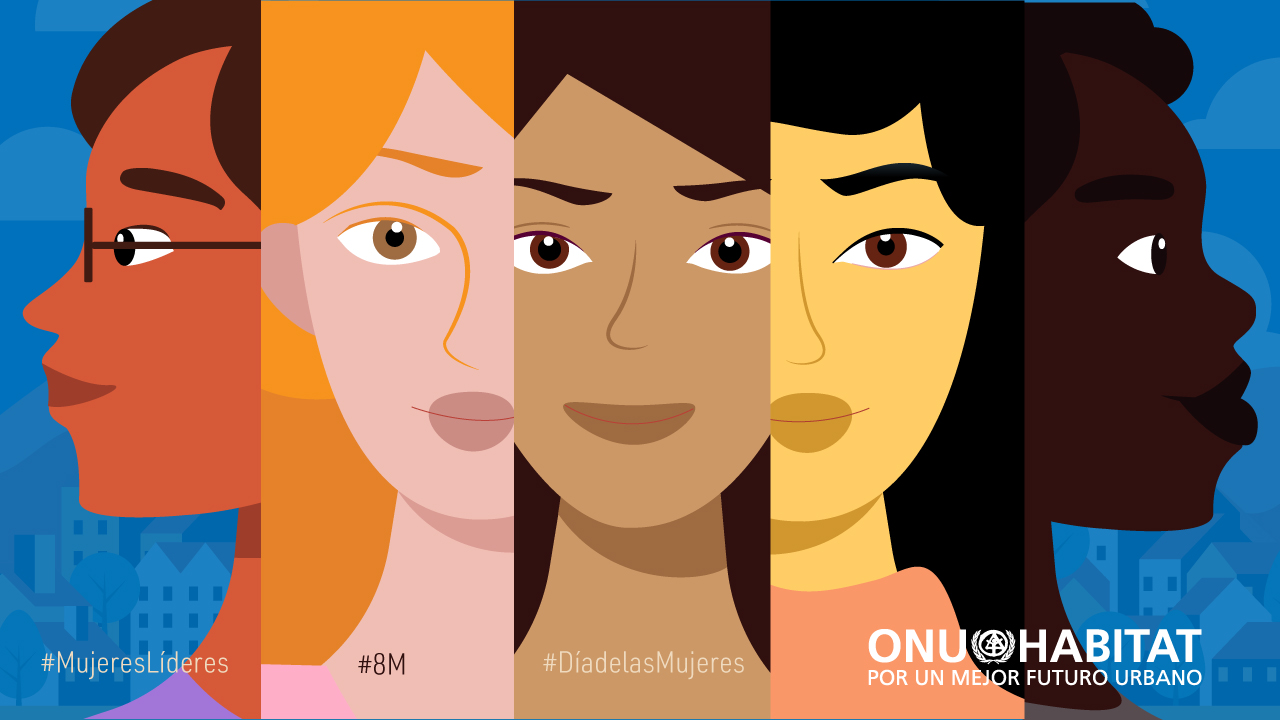 #MujeresLíderes
#8M
#DíadelasMujeres
ONU HABITAT
POR UN MEJOR FUTURO URBANO